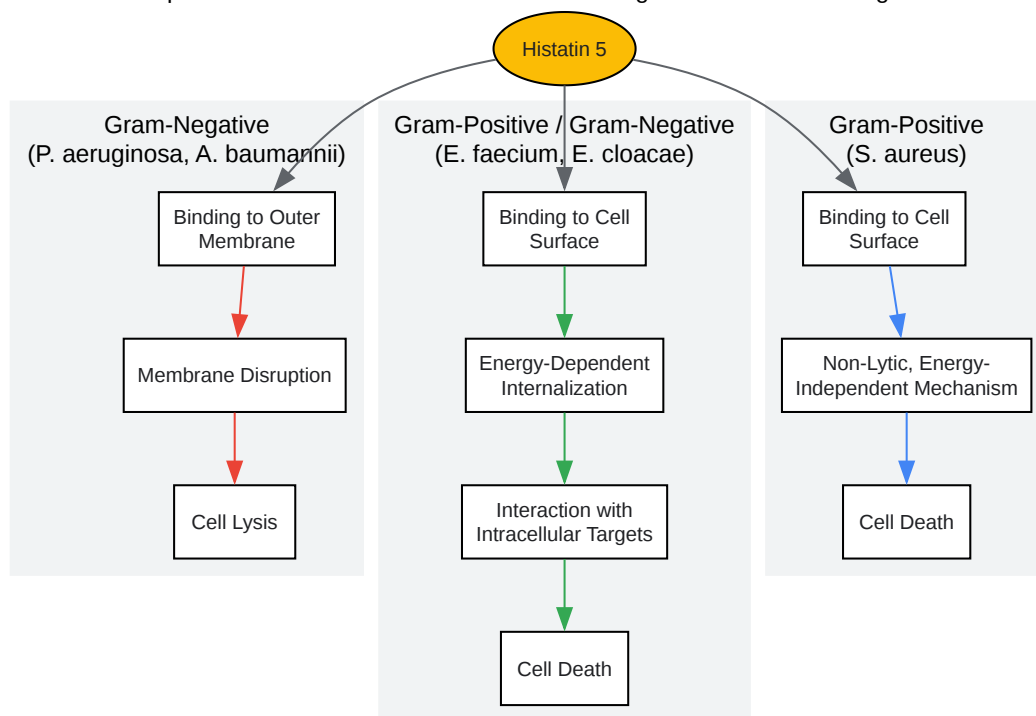 Histatin 5
Gram-Negative
(P. aeruginosa, A. baumannii)
Binding to Outer
Membrane
Membrane Disruption
Cell Lysis
Gram-Positive / Gram-Negative
(E. faecium, E. cloacae)
Binding to Cell
Surface
Energy-Dependent
Internalization
Interaction with
Intracellular Targets
Cell Death
Gram-Positive
(S. aureus)
Binding to Cell
Surface
Non-Lytic, Energy-
Independent Mechanism
Cell Death